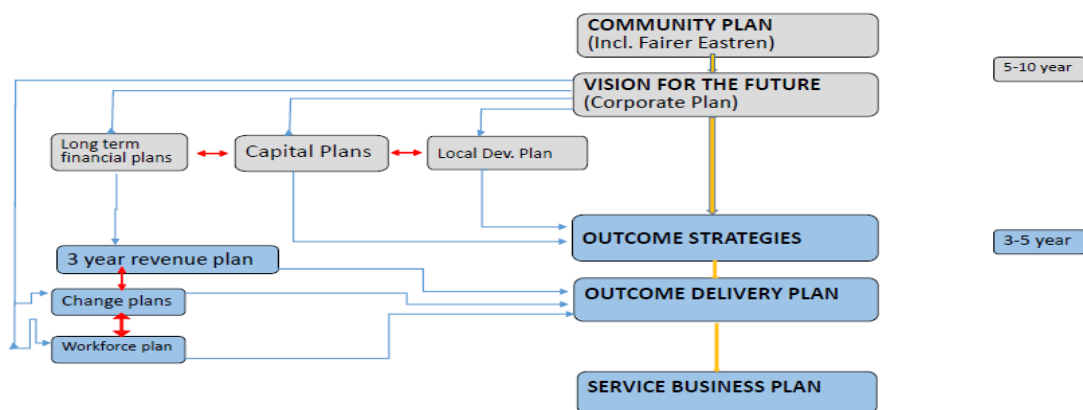 COMMUNITY PLAN
(Incl. Fairer Eastren)
5-10 year
VISION FOR THE FUTURE
(Corporate Plan)
Long term
financial plans
Capital Plans
Local Dev. Plan
OUTCOME STRATEGIES
3-5 year
3 year revenue plan
OUTCOME DELIVERY PLAN
Change plans
Workforce plan
SERVICE BUSINESS PLAN